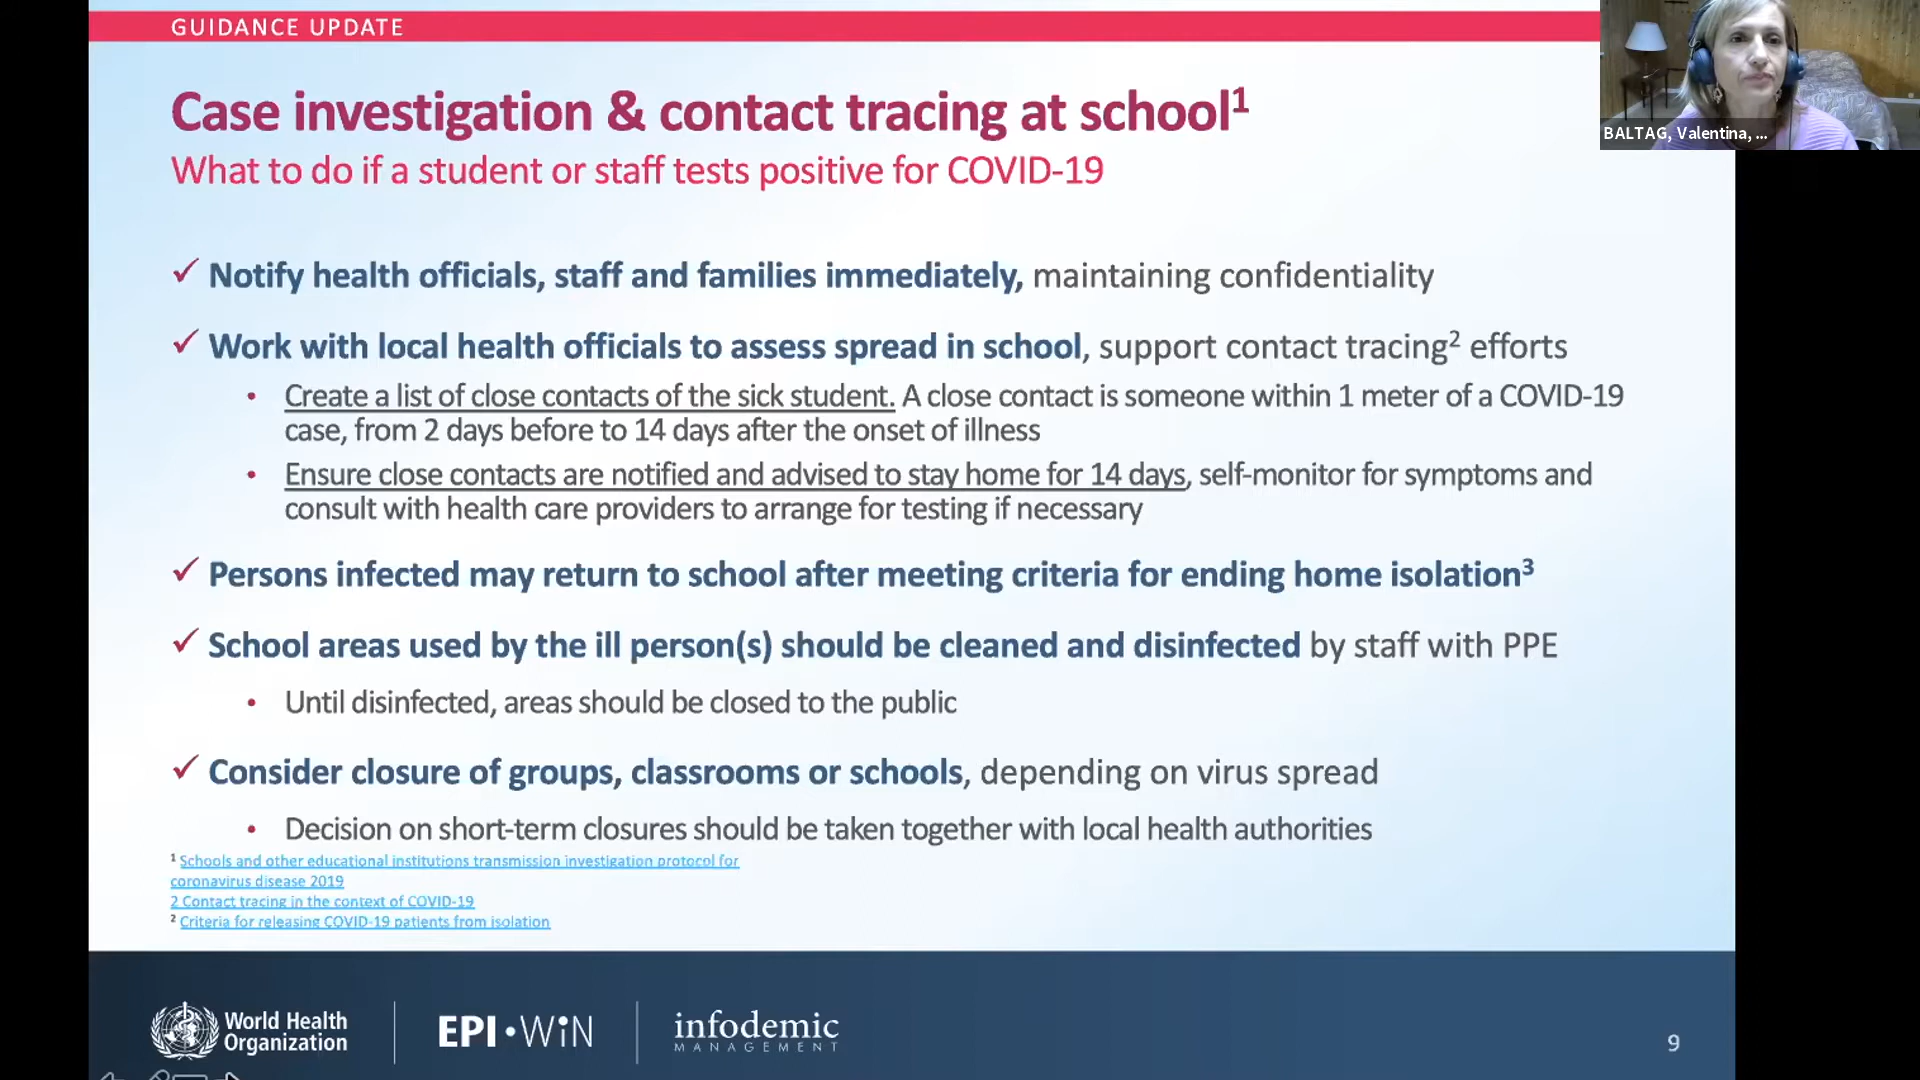 GUIDANCE UPDATE
BALTAG, Valentina, ...
Case investigation & contact tracing at school¹
What to do if a student or staff tests positive for COVID-19
✓ Notify health officials, staff and families immediately, maintaining confidentiality
✓ Work with local health officials to assess spread in school, support contact tracing² efforts
• Create a list of close contacts of the sick student. A close contact is someone within 1 meter of a COVID-19
case, from 2 days before to 14 days after the onset of illness
• Ensure close contacts are notified and advised to stay home for 14 days, self-monitor for symptoms and
consult with health care providers to arrange for testing if necessary
✓ Persons infected may return to school after meeting criteria for ending home isolation³
✓ School areas used by the ill person(s) should be cleaned and disinfected by staff with PPE
• Until disinfected, areas should be closed to the public
✓ Consider closure of groups, classrooms or schools, depending on virus spread
• Decision on short-term closures should be taken together with local health authorities
¹ Schools and other educational institutions transmission investigation protocol for
coronavirus disease 2019
2 Contact tracing in the context of COVID-19
² Criteria for releasing COVID-19 patients from isolation
World Health
Organization
EPI•WiN
infodemic
MANAGEMENT
9